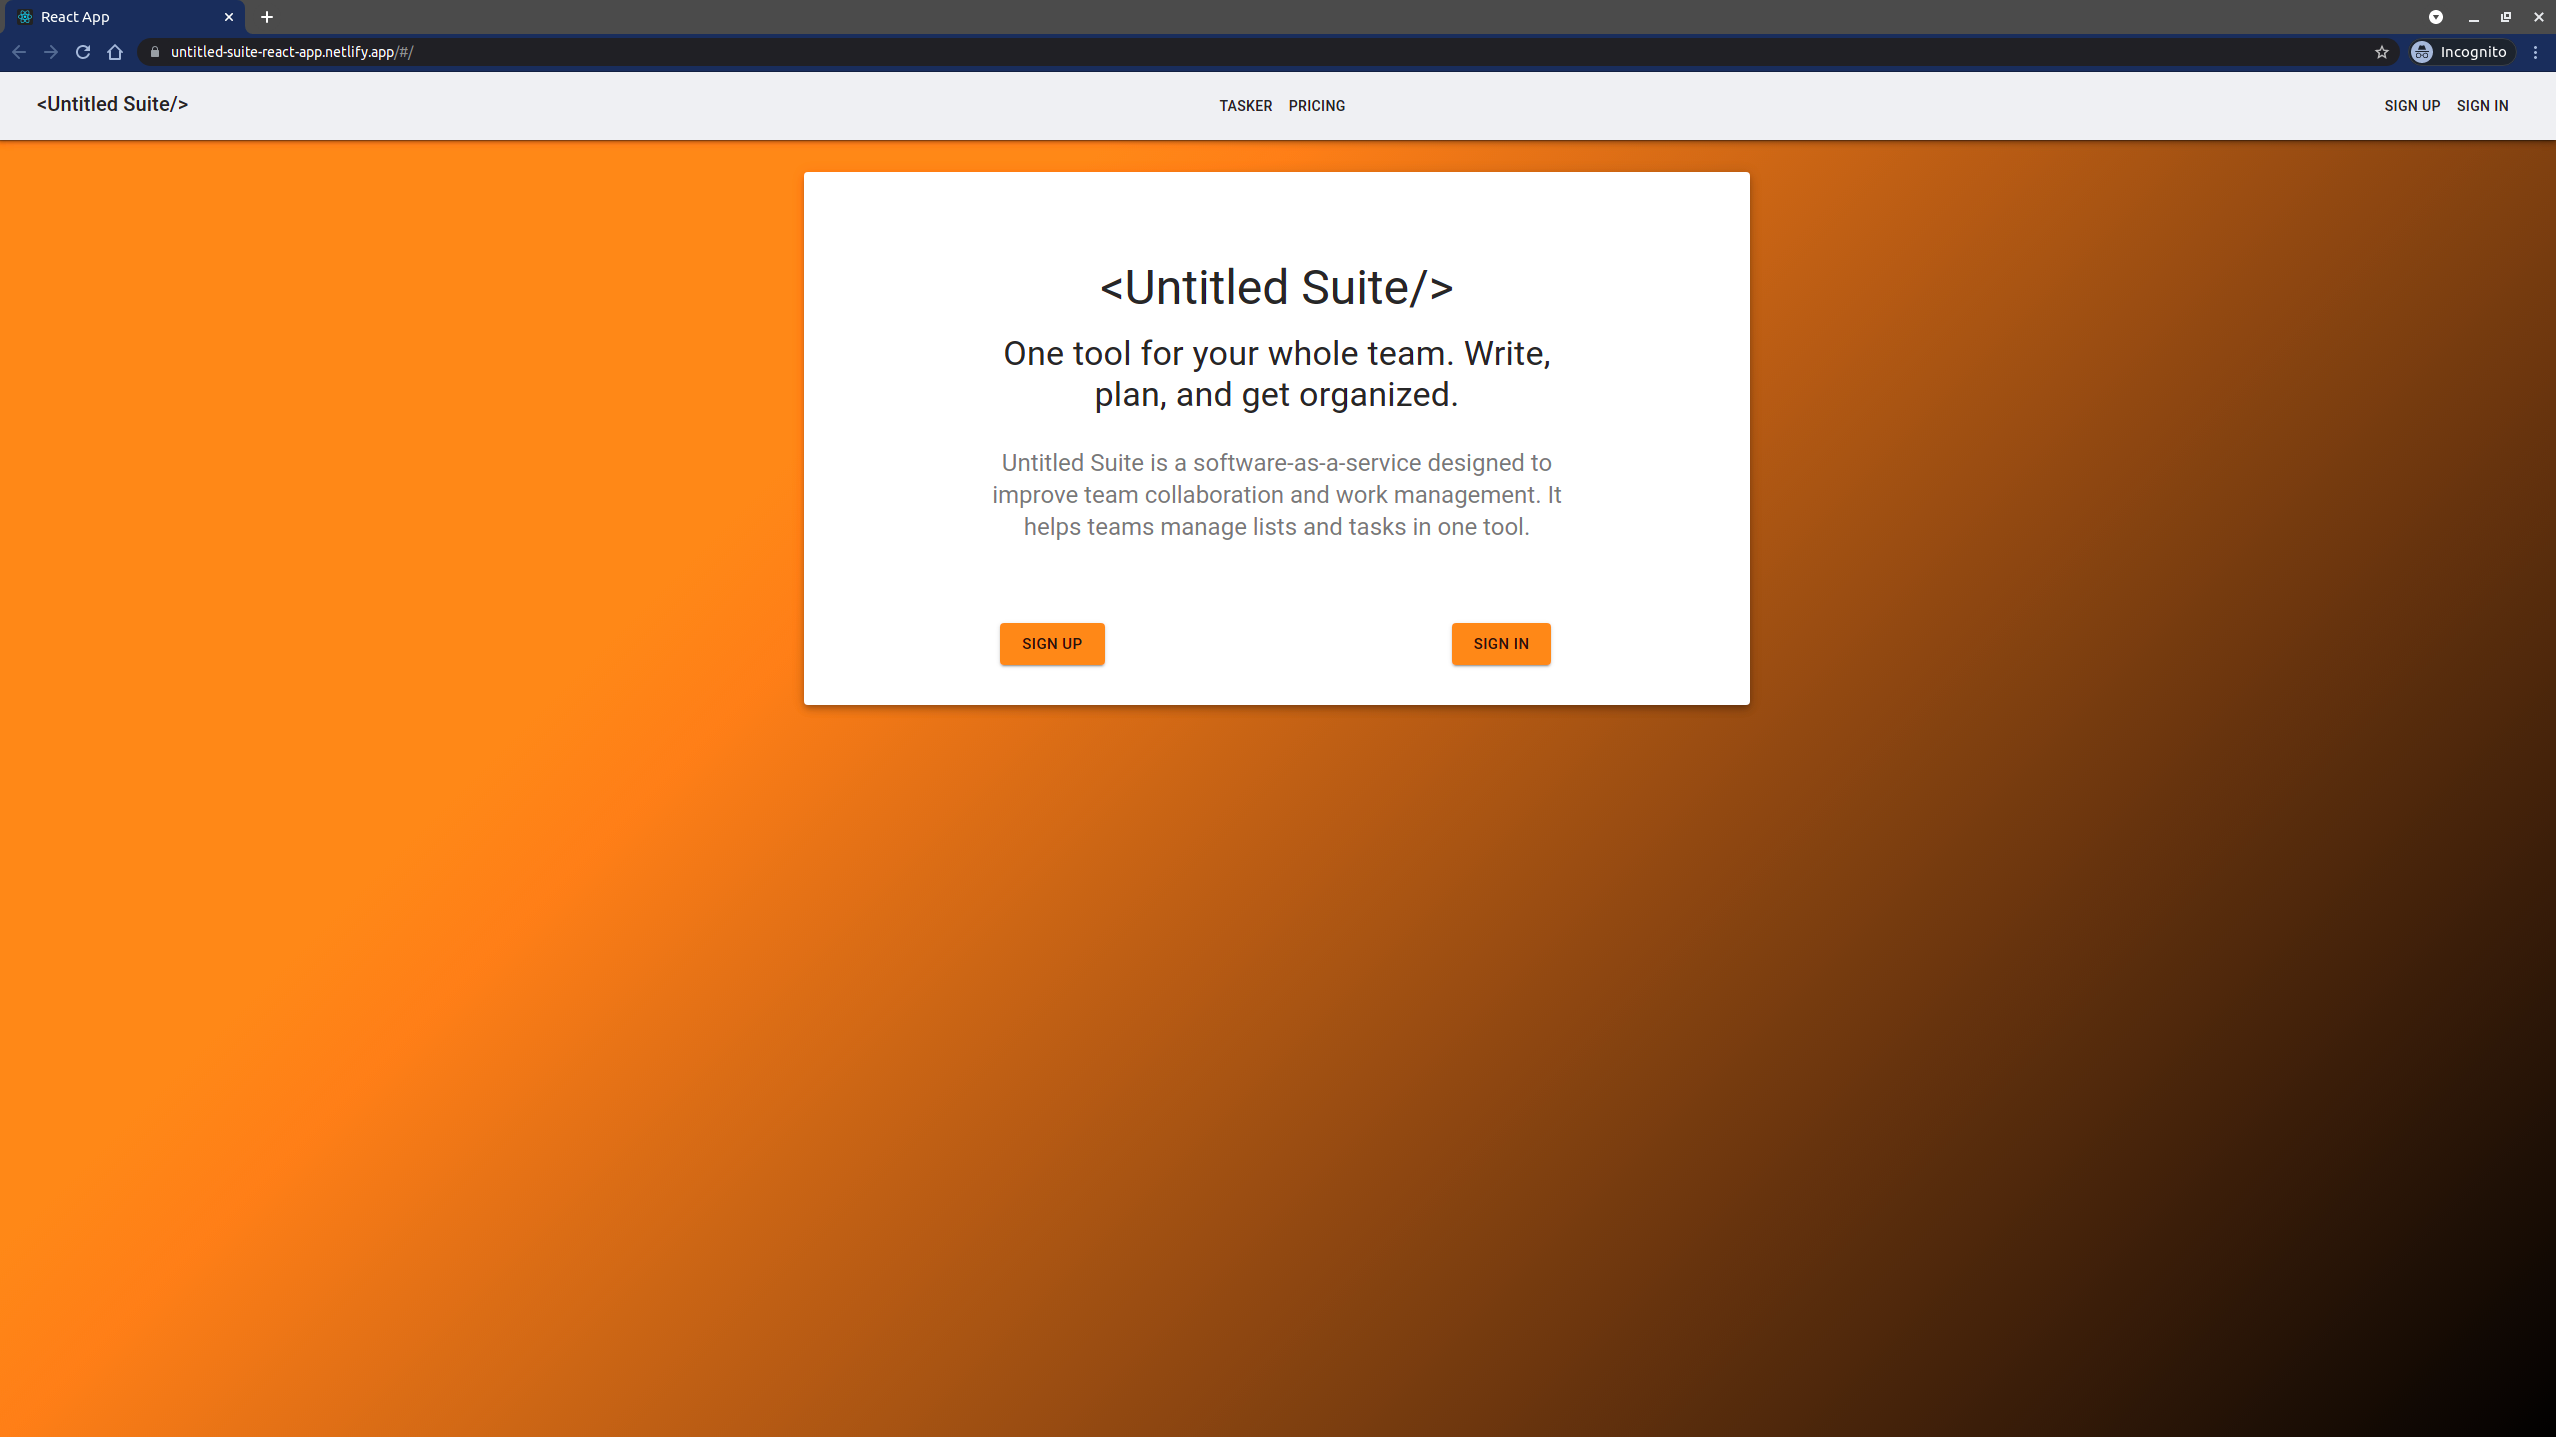 React App
untitled-suite-react-app.netlify.app/#/
Incognito
<Untitled Suite/>
TASKER PRICING
SIGN UP SIGN IN
<Untitled Suite/>
One tool for your whole team. Write,
plan, and get organized.
Untitled Suite is a software-as-a-service designed to
improve team collaboration and work management. It
helps teams manage lists and tasks in one tool.
SIGN UP
SIGN IN